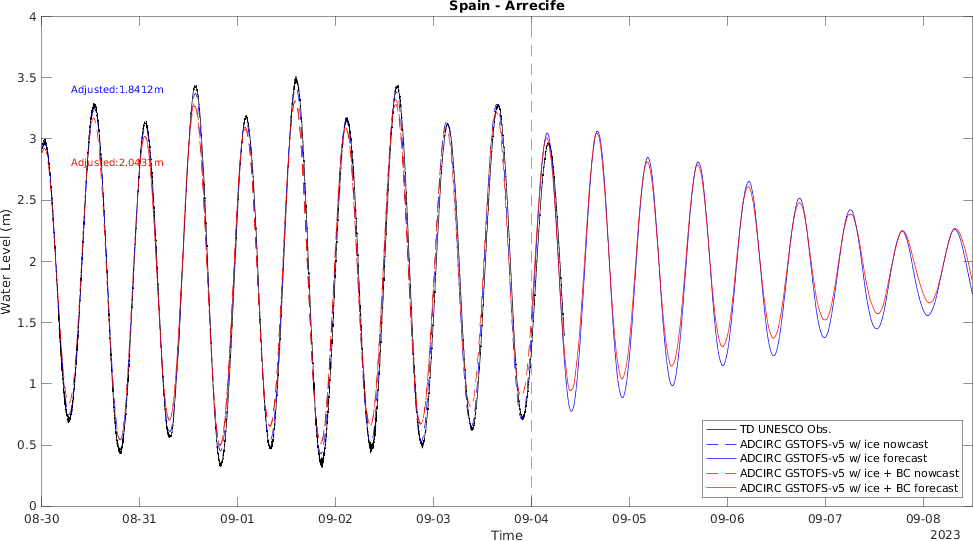 Spain - Arrecife
4
3.5
3
2.5
2
1.5
1
0.5
0
Water Level (m)
Adjusted:1.8412m
Adjusted:2.0435m
TD UNESCO Obs.
ADCIRC GSTOFS-v5 w/ ice nowcast
ADCIRC GSTOFS-v5 w/ ice forecast
ADCIRC GSTOFS-v5 w/ ice + BC nowcast
ADCIRC GSTOFS-v5 w/ ice + BC forecast
08-30 08-31 09-01 09-02 09-03 09-04 09-05 09-06 09-07 09-08
Time
2023